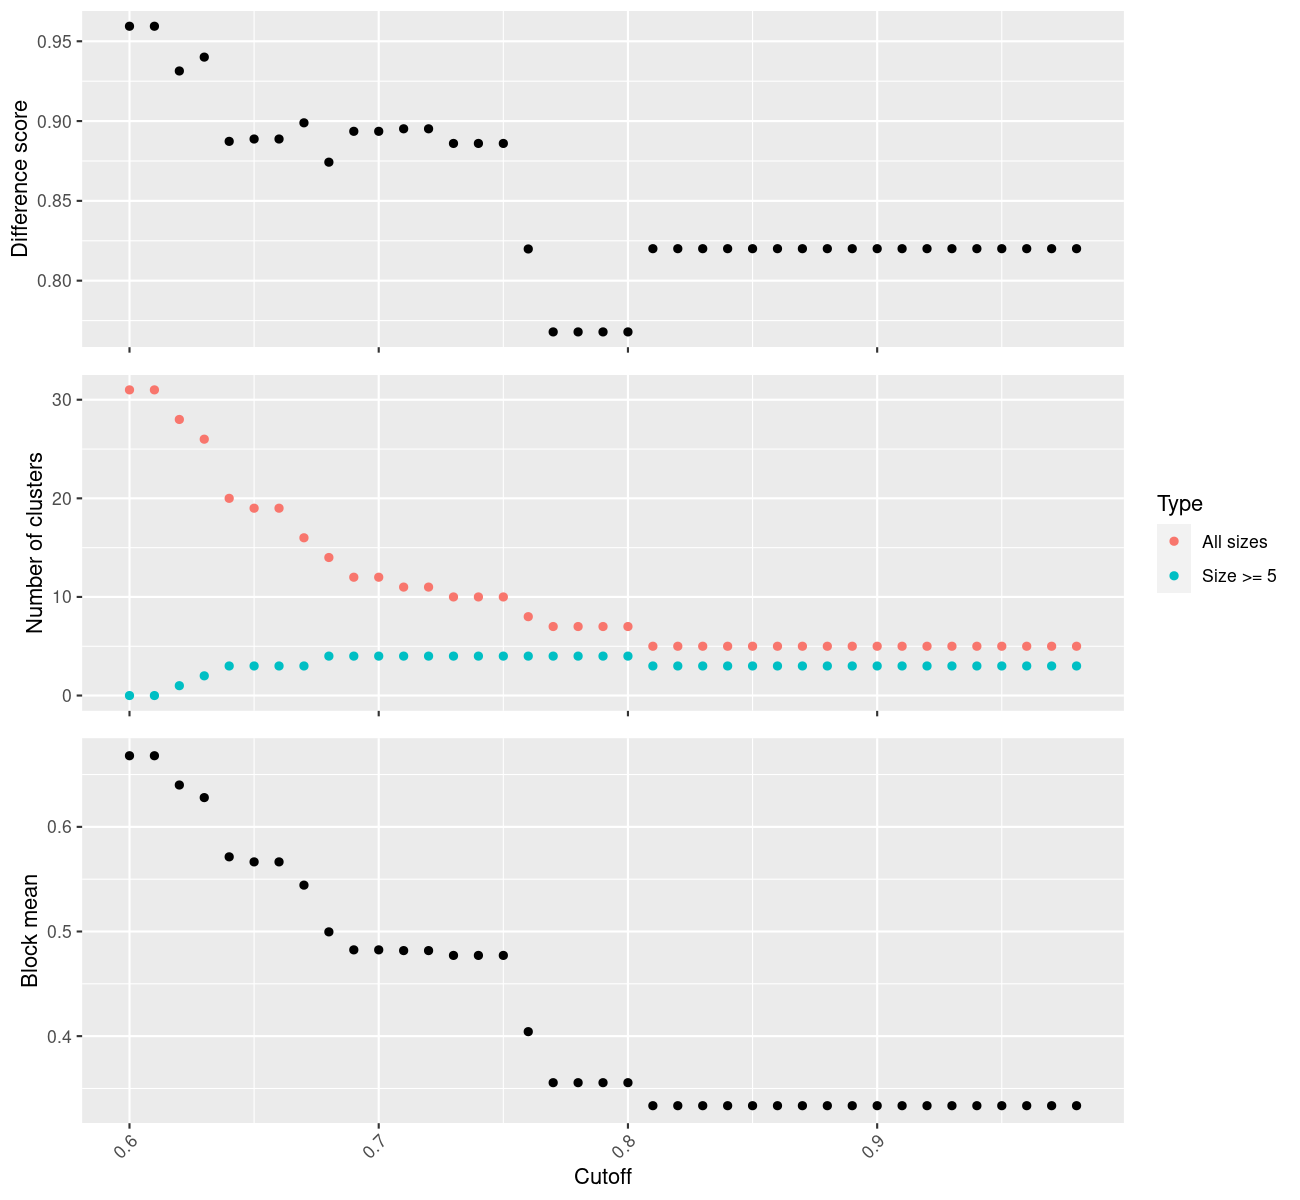 Difference score
0.95
0.90
0.85
0.80
Number of clusters
30
20
10
0
Type
All sizes
Size >= 5
Block mean
0.6
0.5
0.4
0.6 0.7 0.8 0.9
Cutoff